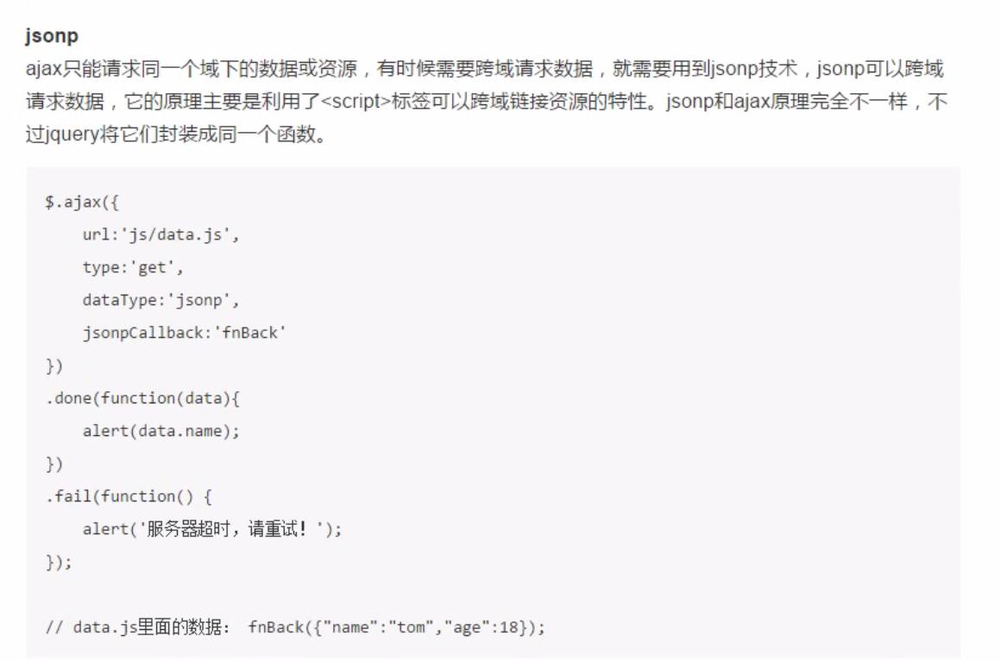 jsonp
ajax只能请求同一个域下的数据或资源，有时候需要跨域请求数据，就需要用到jsonp技术，jsonp可以跨域
请求数据，它的原理主要是利用了<script>标签可以跨域链接资源的特性。jsonp和ajax原理完全不一样，不
过jquery将它们封装成同一个函数。
$.ajax({
    url:'js/data.js',
    type:'get',
    dataType:'jsonp',
    jsonpCallback:'fnBack'
})
.done(function(data){
    alert(data.name);
})
.fail(function() {
    alert('服务器超时，请重试！');
});
// data.js里面的数据： fnBack({"name":"tom","age":18});